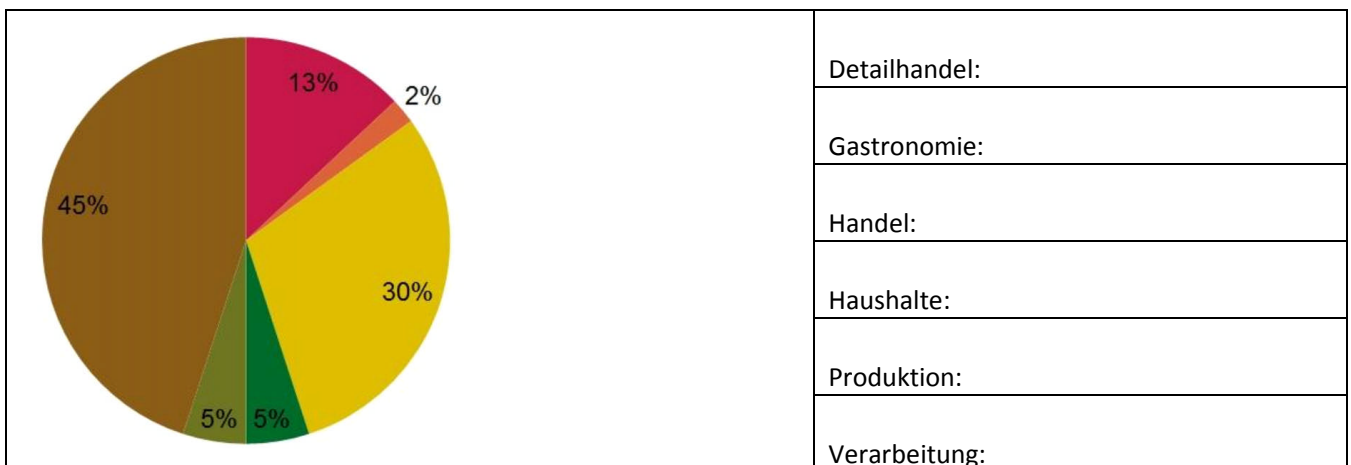 13%
2%
45%
30%
5%
5%
Detailhandel:
Gastronomie:
Handel:
Haushalte:
Produktion:
Verarbeitung: